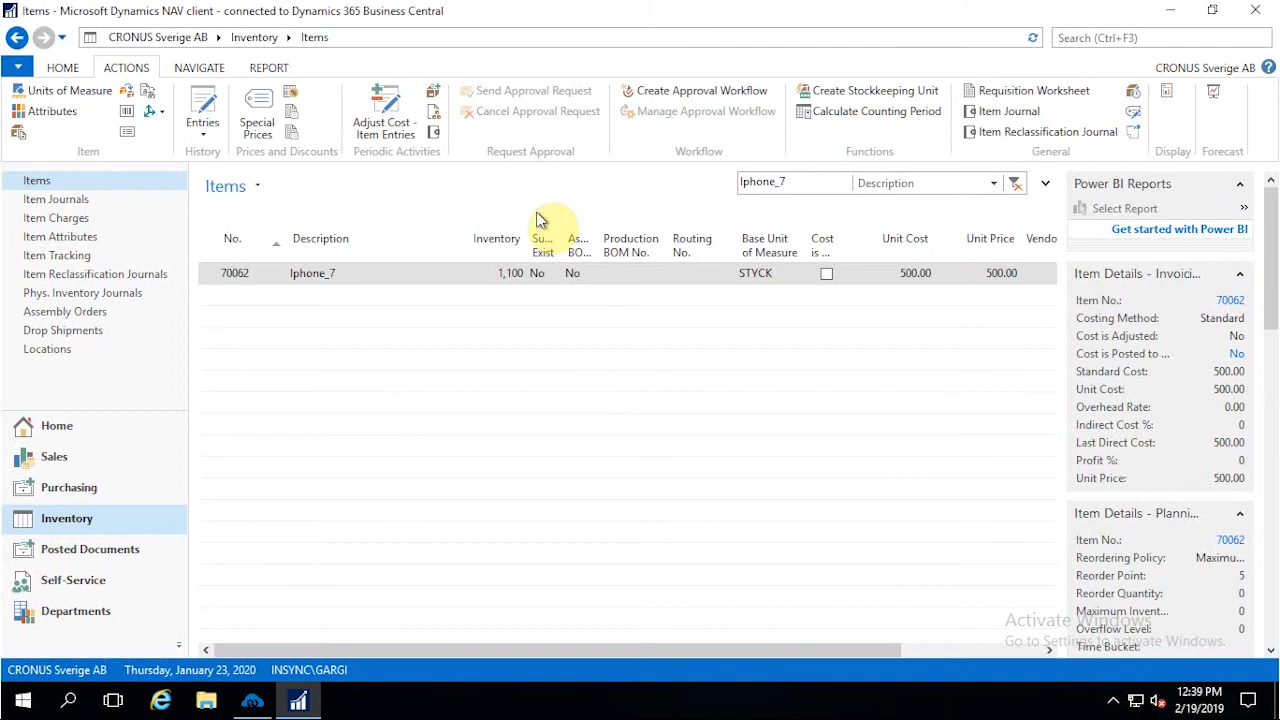 Items - Microsoft Dynamics NAV client - connected to Dynamics 365 Business Central
CRONUS Sverige AB Inventory Items
Search (Ctrl+F3)
HOME ACTIONS NAVIGATE REPORT
CRONUS Sverige AB
Units of Measure
Attributes
Item
Entries
History
Special Prices
Prices and Discounts
Adjust Cost - Item Entries
Periodic Activities
Send Approval Request
Cancel Approval Request
Request Approval
Create Approval Workflow
Manage Approval Workflow
Workflow
Create Stockkeeping Unit
Calculate Counting Period
Functions
Requisition Worksheet
Item Journal
Item Reclassification Journal
General
Display
Forecast
Items
Item Journals
Item Charges
Item Attributes
Item Tracking
Item Reclassification Journals
Phys. Inventory Journals
Assembly Orders
Drop Shipments
Locations
Home
Sales
Purchasing
Inventory
Posted Documents
Self-Service
Departments
Items
Iphone_7 Description
No. Description Inventory Su... Exist As... BO... Production BOM No. Routing No. Base Unit of Measure Cost is ... Unit Cost Unit Price Vendo
70062 Iphone_7 1,100 No No STYCK 500.00 500.00
Power BI Reports
Select Report
Get started with Power BI
Item Details - Invoici...
Item No.: 70062
Costing Method: Standard
Cost is Adjusted: No
Cost is Posted to ... No
Standard Cost: 500.00
Unit Cost: 500.00
Overhead Rate: 0.00
Indirect Cost %: 0
Last Direct Cost: 500.00
Profit %: 0
Unit Price: 500.00
Item Details - Planni...
Item No.: 70062
Reordering Policy: Maximu...
Reorder Point: 5
Reorder Quantity: 0
Maximum Invent... 0
Overflow Level: 0
Time Bucket:
Activate Windows
Go to Settings to activate Windows.
CRONUS Sverige AB Thursday, January 23, 2020 INSYNC\GARGI
12:39 PM
2/19/2019